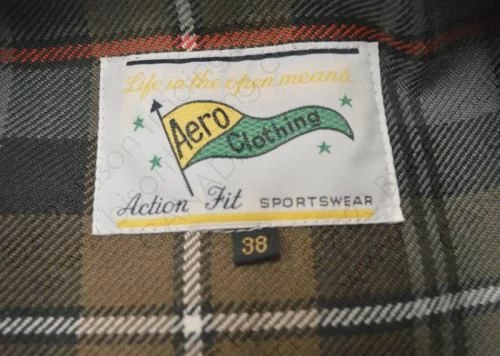 Life in the open means
Aero
Clothing
Action Fit SPORTSWEAR
38